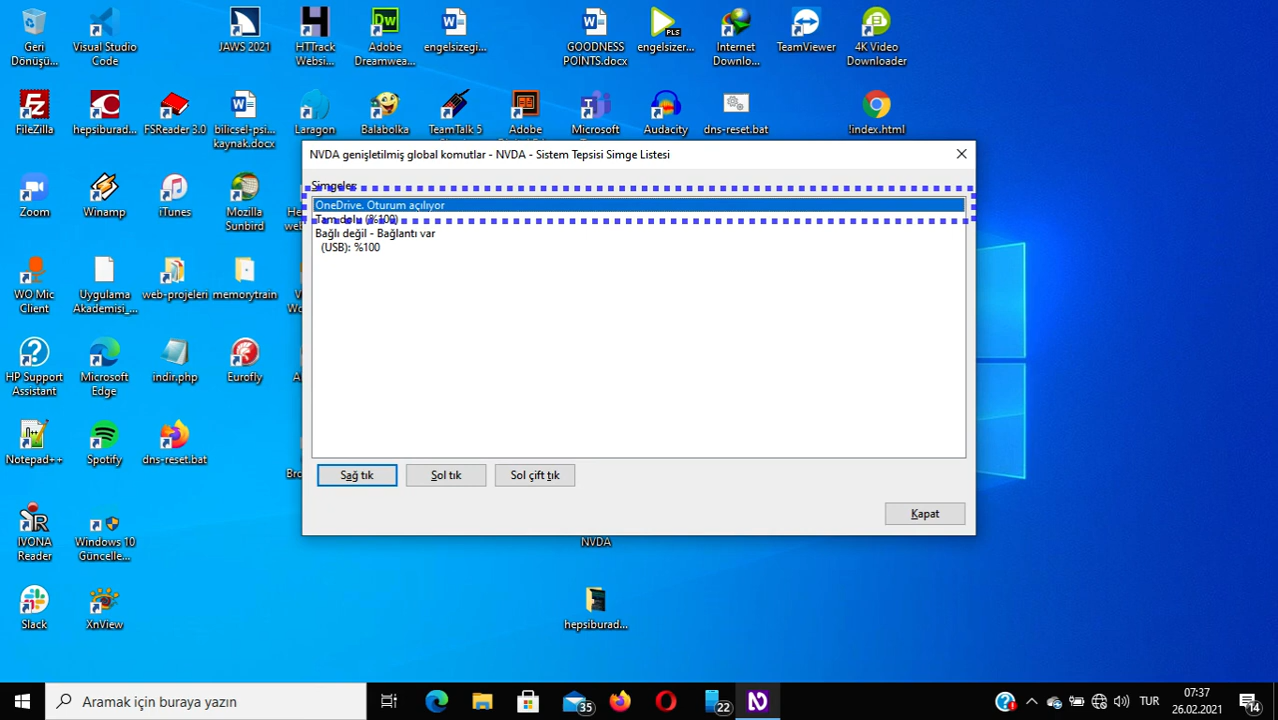 Geri
Dönüşü...
Visual Studio
Code
JAWS 2021
HTTrack
Websi...
Adobe
Dreamwea...
engelsizegi...
GOODNESS
POINTS.docx
engelsizer...
Internet
Downlo...
TeamViewer
4K Video
Downloader
FileZilla
hepsiburad...
FSReader 3.0
bilicsel-psi...
kaynak.docx
Laragon
Balabolka
TeamTalk 5
Adobe
Microsoft
Audacity
dns-reset.bat
!index.html
NVDA genişletilmiş global komutlar - NVDA - Sistem Tepsisi Simge Listesi
Simgeler:
OneDrive. Oturum açılıyor
Tam dolu (%100)
Bağlı değil - Bağlantı var
(USB): %100
Sağ tık
Sol tık
Sol çift tık
Kapat
Zoom
Winamp
iTunes
Mozilla
Sunbird
WO Mic
Client
Uygulama
Akademisi_...
web-projeleri
memorytrain
HP Support
Assistant
Microsoft
Edge
indir.php
Eurofly
Notepad++
Spotify
dns-reset.bat
IVONA
Reader
Windows 10
Güncelle...
NVDA
Slack
XnView
hepsiburad...
Aramak için buraya yazın
35
22
TUR
07:37
26.02.2021
14